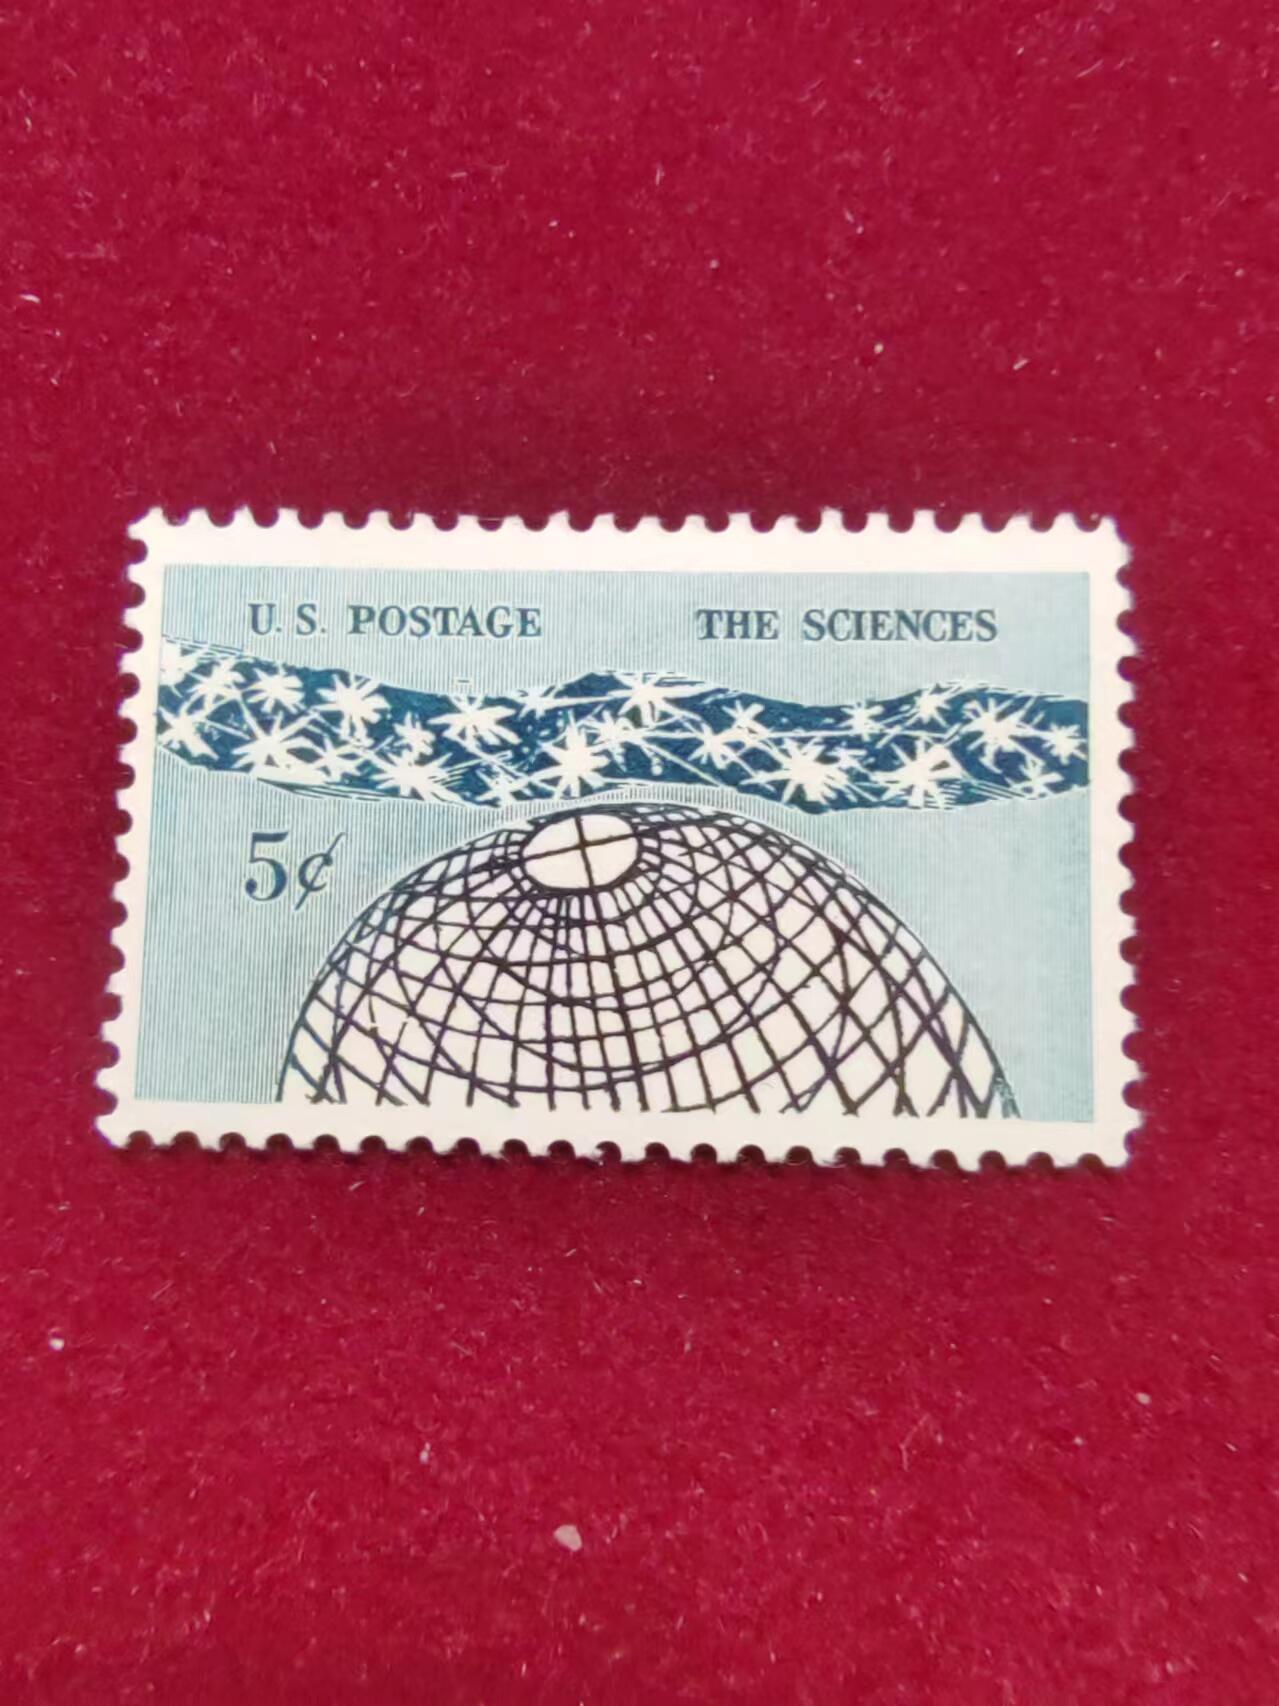 U.S. POSTAGE THE SCIENCES
5¢